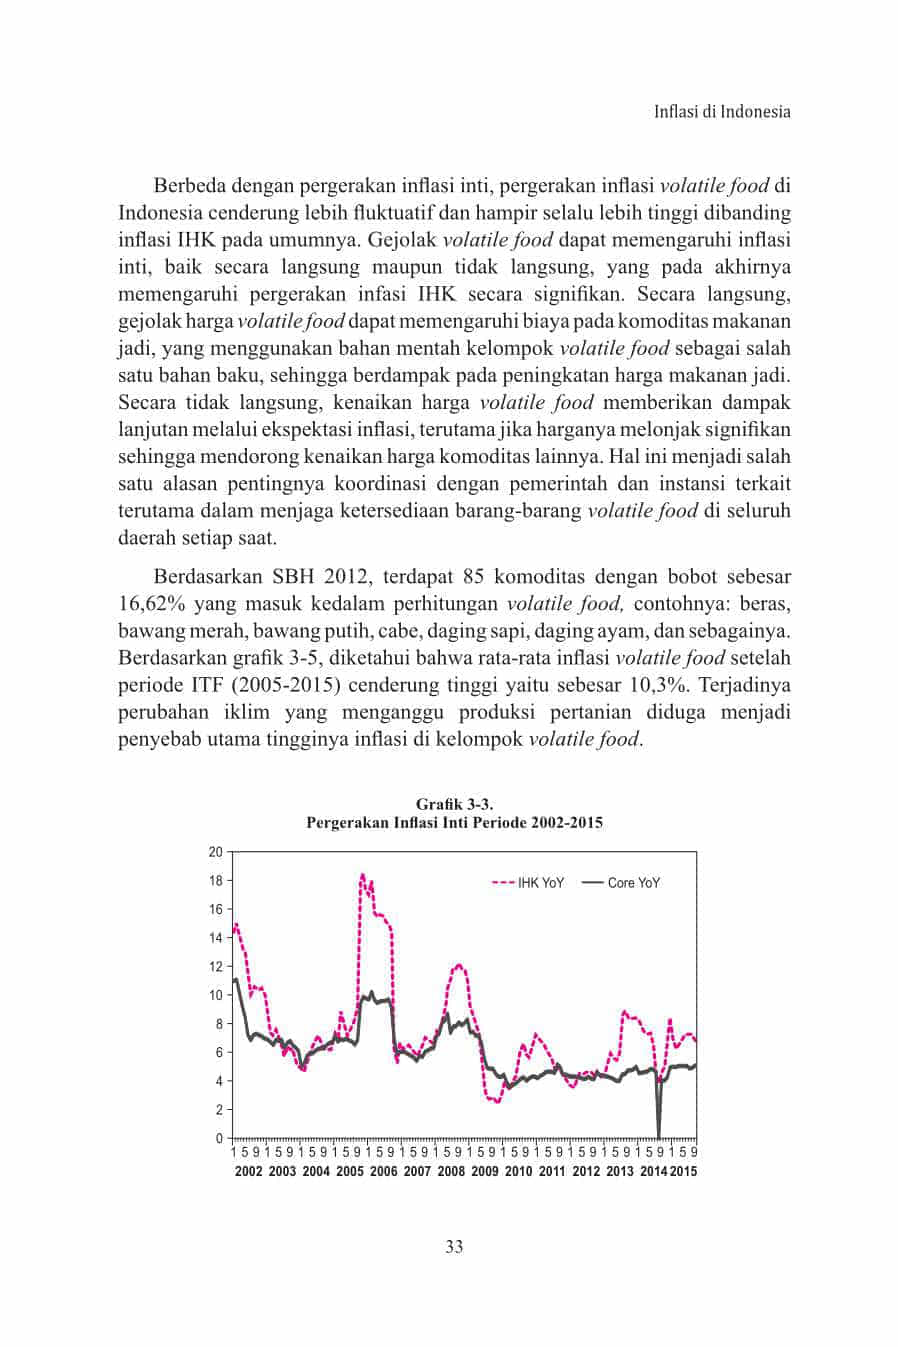 Inflasi di Indonesia
Berbeda dengan pergerakan inflasi inti, pergerakan inflasi volatile food di
Indonesia cenderung lebih fluktuatif dan hampir selalu lebih tinggi dibanding
inflasi IHK pada umumnya. Gejolak volatile food dapat memengaruhi inflasi
inti, baik secara langsung maupun tidak langsung, yang pada akhirnya
memengaruhi pergerakan infasi IHK secara signifikan. Secara langsung,
gejolak harga volatile food dapat memengaruhi biaya pada komoditas makanan
jadi, yang menggunakan bahan mentah kelompok volatile food sebagai salah
satu bahan baku, sehingga berdampak pada peningkatan harga makanan jadi.
Secara tidak langsung, kenaikan harga volatile food memberikan dampak
lanjutan melalui ekspektasi inflasi, terutama jika harganya melonjak signifikan
sehingga mendorong kenaikan harga komoditas lainnya. Hal ini menjadi salah
satu alasan pentingnya koordinasi dengan pemerintah dan instansi terkait
terutama dalam menjaga ketersediaan barang-barang volatile food di seluruh
daerah setiap saat.
Berdasarkan SBH 2012, terdapat 85 komoditas dengan bobot sebesar
16,62% yang masuk kedalam perhitungan volatile food, contohnya: beras,
bawang merah, bawang putih, cabe, daging sapi, daging ayam, dan sebagainya.
Berdasarkan grafik 3-5, diketahui bahwa rata-rata inflasi volatile food setelah
periode ITF (2005-2015) cenderung tinggi yaitu sebesar 10,3%. Terjadinya
perubahan iklim yang menganggu produksi pertanian diduga menjadi
penyebab utama tingginya inflasi di kelompok volatile food.
Grafik 3-3.
Pergerakan Inflasi Inti Periode 2002-2015
IHK YoY Core YoY
20
18
16
14
12
10
8
6
4
2
0
1 5 9 1 5 9 1 5 9 1 5 9 1 5 9 1 5 9 1 5 9 1 5 9 1 5 9 1 5 9 1 5 9 1 5 9 1 5 9 1 5 9
2002 2003 2004 2005 2006 2007 2008 2009 2010 2011 2012 2013 2014 2015
33